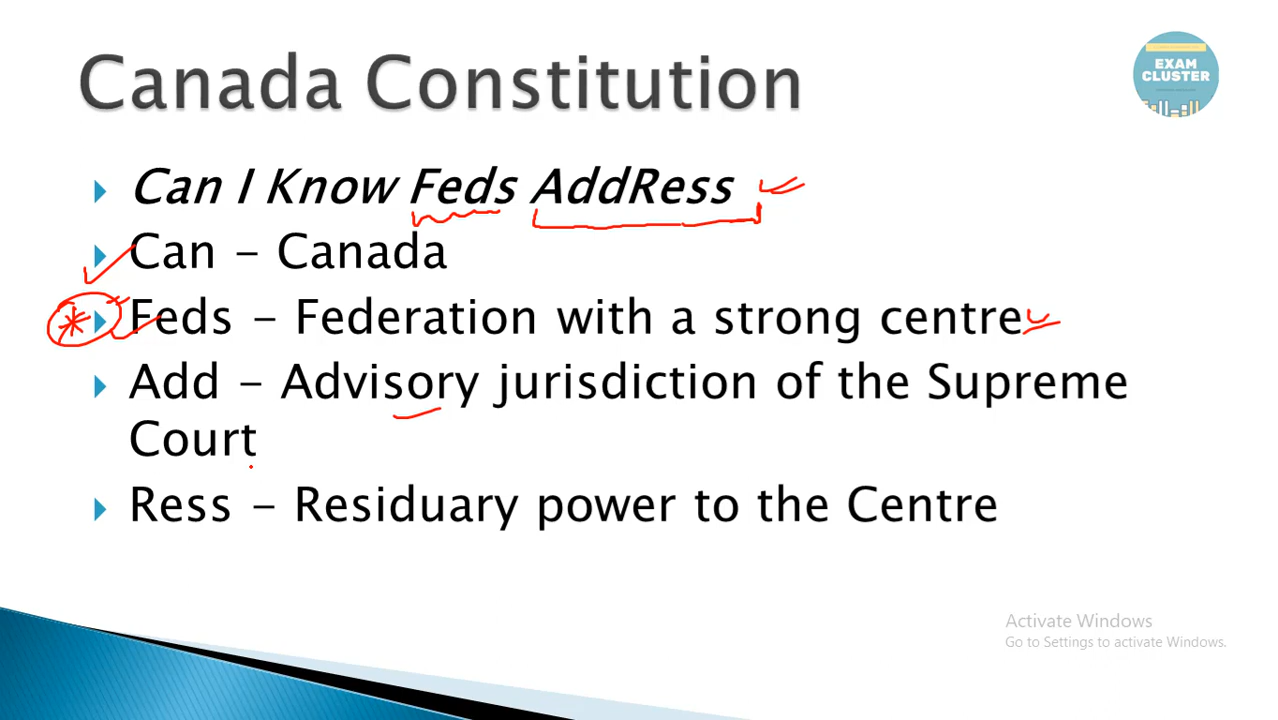 Canada Constitution
EXAM
CLUSTER
Can I Know Feds AddRess
Can – Canada
Feds – Federation with a strong centre
Add – Advisory jurisdiction of the Supreme
Court
Ress – Residuary power to the Centre
Activate Windows
Go to Settings to activate Windows.